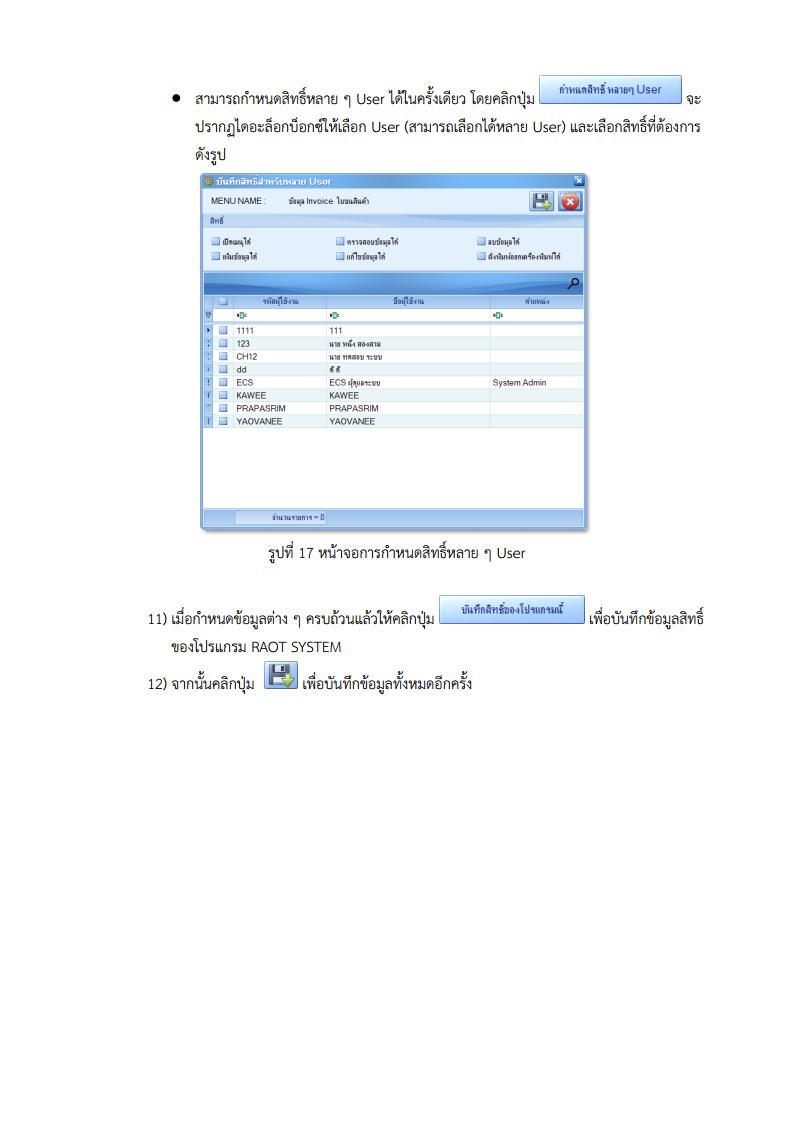 ● สามารถกำหนดสิทธิ์หลาย ๆ User ได้ในครั้งเดียว โดยคลิกปุ่ม กำหนดสิทธิ์ หลายๆ User จะ
ปรากฏไดอะล็อกบ็อกซ์ให้เลือก User (สามารถเลือกได้หลาย User) และเลือกสิทธิ์ที่ต้องการ
ดังรูป
บันทึกสิทธิ์สำหรับหลาย User
MENU NAME : ข้อมูล Invoice ใบขนสินค้า
สิทธิ์
เปิดเมนูได้ ตรวจสอบข้อมูลได้ ลบข้อมูลได้
เพิ่มข้อมูลได้ แก้ไขข้อมูลได้ สั่งพิมพ์ออกเครื่องพิมพ์ได้
รหัสผู้ใช้งาน ชื่อผู้ใช้งาน ตำแหน่ง
1111 111
123 นาย หนึ่ง สองสาม
CH12 นาย ทดสอบ ระบบ
dd ดี ดี
ECS ECS ผู้ดูแลระบบ System Admin
KAWEE KAWEE
PRAPASRIM PRAPASRIM
YAOVANEE YAOVANEE
จำนวนรายการ = 8
รูปที่ 17 หน้าจอการกำหนดสิทธิ์หลาย ๆ User
11) เมื่อกำหนดข้อมูลต่าง ๆ ครบถ้วนแล้วให้คลิกปุ่ม บันทึกสิทธิ์ของโปรแกรมนี้ เพื่อบันทึกข้อมูลสิทธิ์
ของโปรแกรม RAOT SYSTEM
12) จากนั้นคลิกปุ่ม เพื่อบันทึกข้อมูลทั้งหมดอีกครั้ง